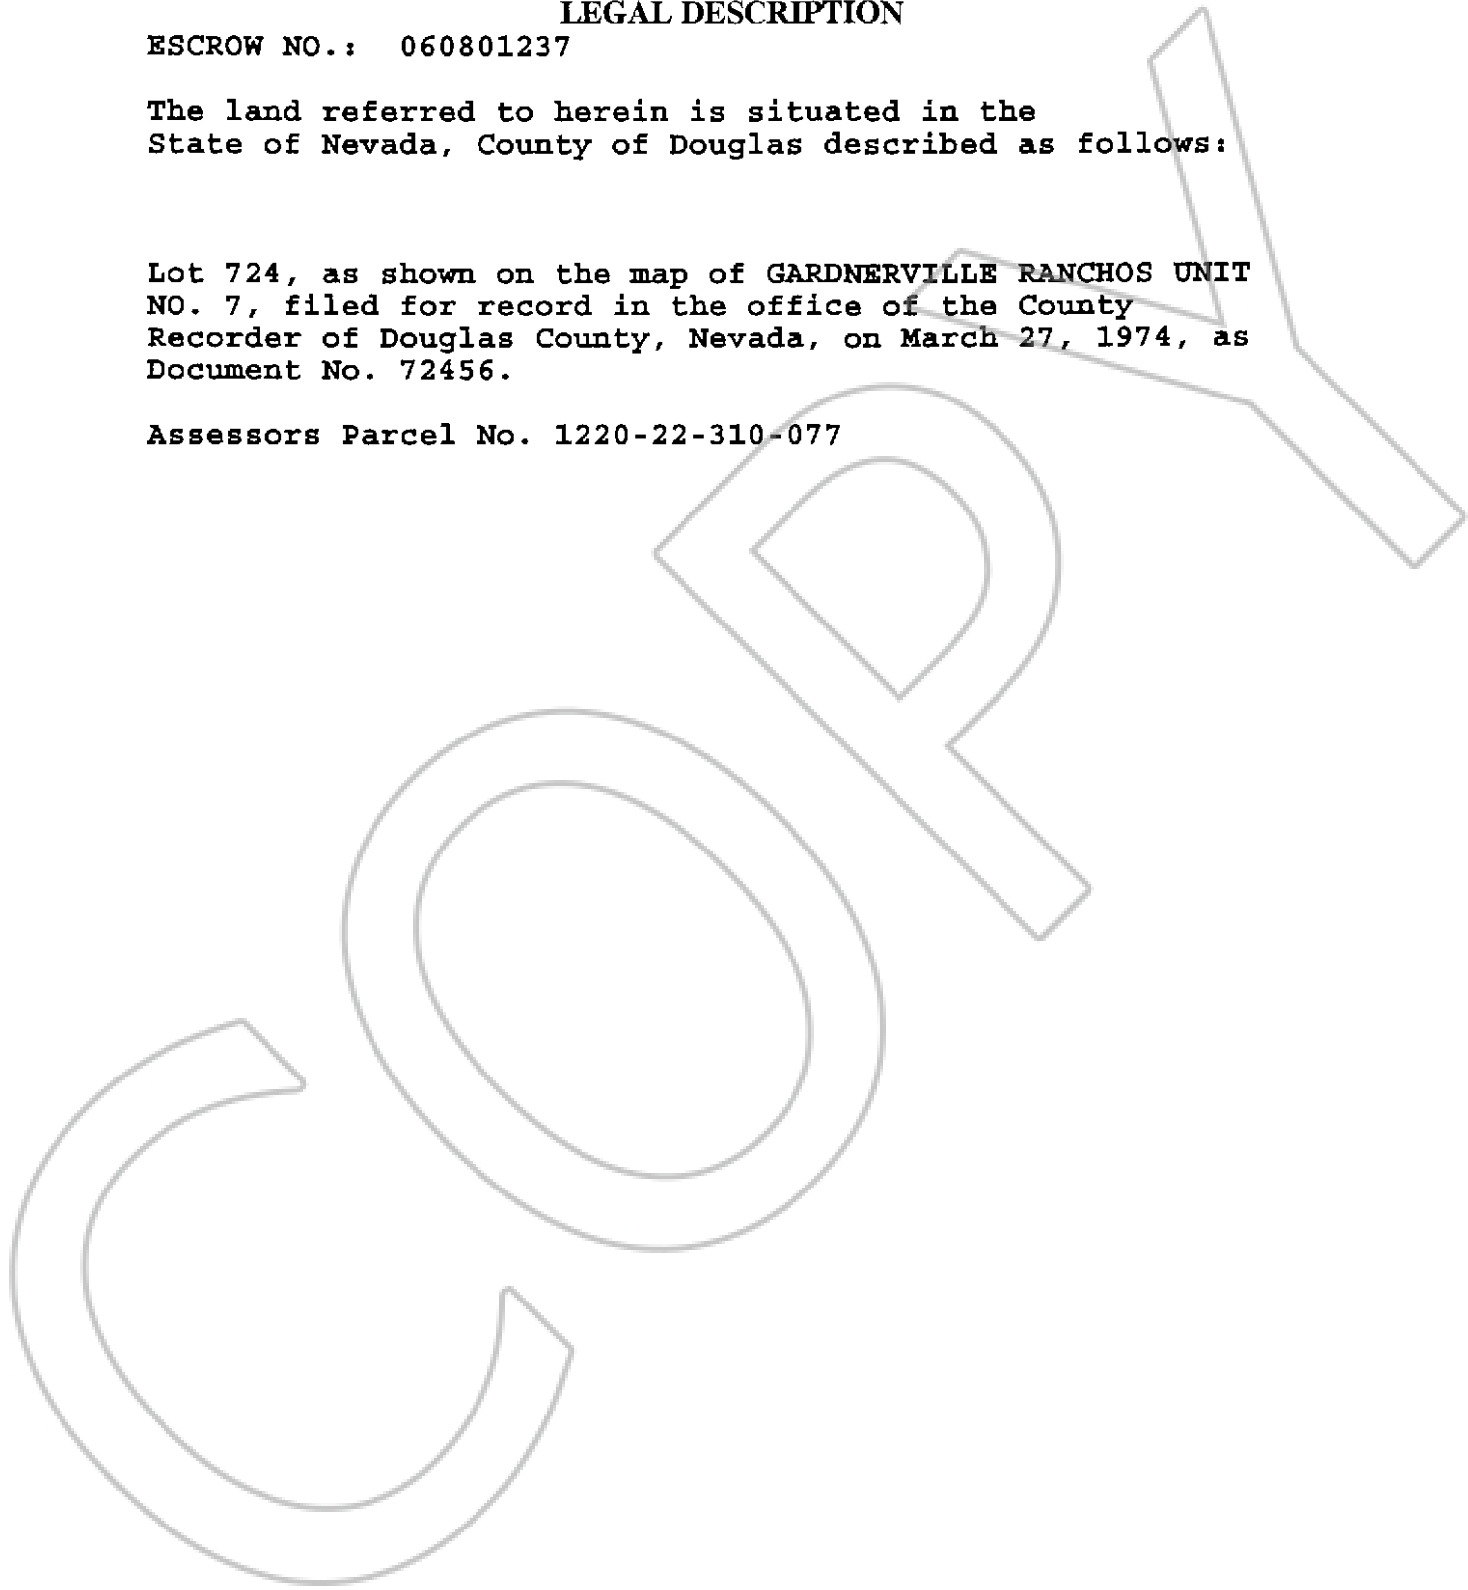 LEGAL DESCRIPTION
ESCROW NO.: 060801237
The land referred to herein is situated in the
State of Nevada, County of Douglas described as follows:
Lot 724, as shown on the map of GARDNERVILLE RANCHOS UNIT
NO. 7, filed for record in the office of the County
Recorder of Douglas County, Nevada, on March 27, 1974, as
Document No. 72456.
Assessors Parcel No. 1220-22-310-077
COPY